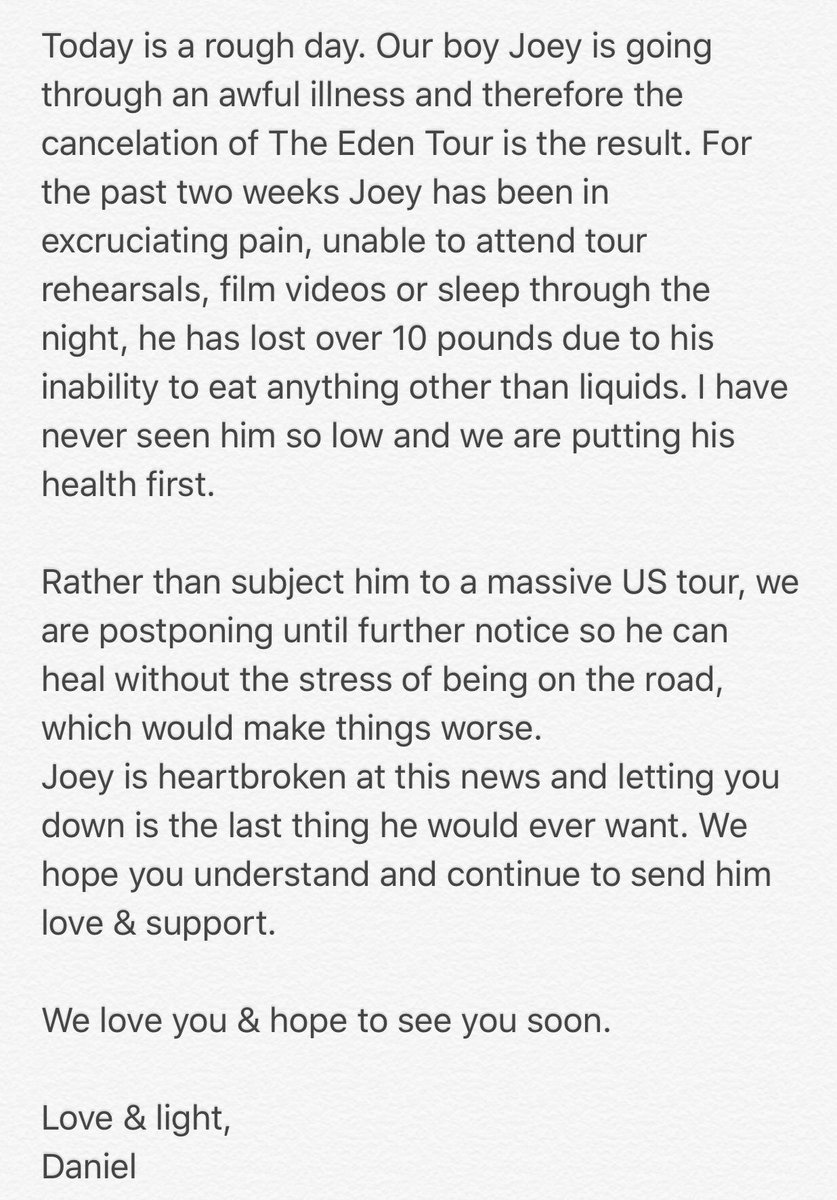 Today is a rough day. Our boy Joey is going
through an awful illness and therefore the
cancelation of The Eden Tour is the result. For
the past two weeks Joey has been in
excruciating pain, unable to attend tour
rehearsals, film videos or sleep through the
night, he has lost over 10 pounds due to his
inability to eat anything other than liquids. I have
never seen him so low and we are putting his
health first.

Rather than subject him to a massive US tour, we
are postponing until further notice so he can
heal without the stress of being on the road,
which would make things worse.
Joey is heartbroken at this news and letting you
down is the last thing he would ever want. We
hope you understand and continue to send him
love & support.

We love you & hope to see you soon.

Love & light,
Daniel